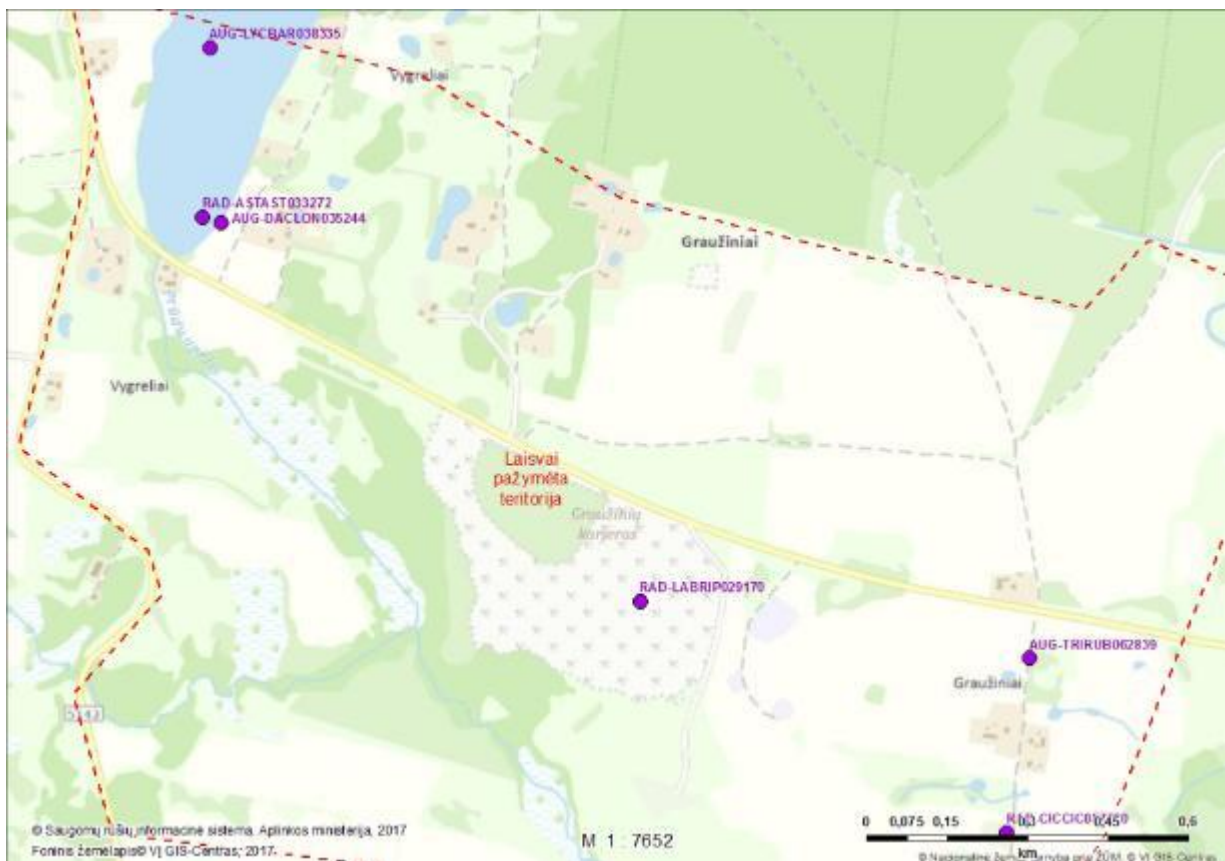 AUG-LYCBAR038335
Vygreliai
RAD-ASTAST033272
AUG-DACLON035244
Graužiniai
Vygreliai
Laisvai
pažymėta
teritorija
Graužinių
karjeras
RAD-LABRIP029170
AUG-TRIRUB062839
Graužiniai
0 0,075 0,15 0,3 0,45 0,6
km
© Saugomų rūšių informacinė sistema, Aplinkos ministerija, 2017
Foninis žemėlapis© VĮ GIS-Centras, 2017
M 1 : 7652